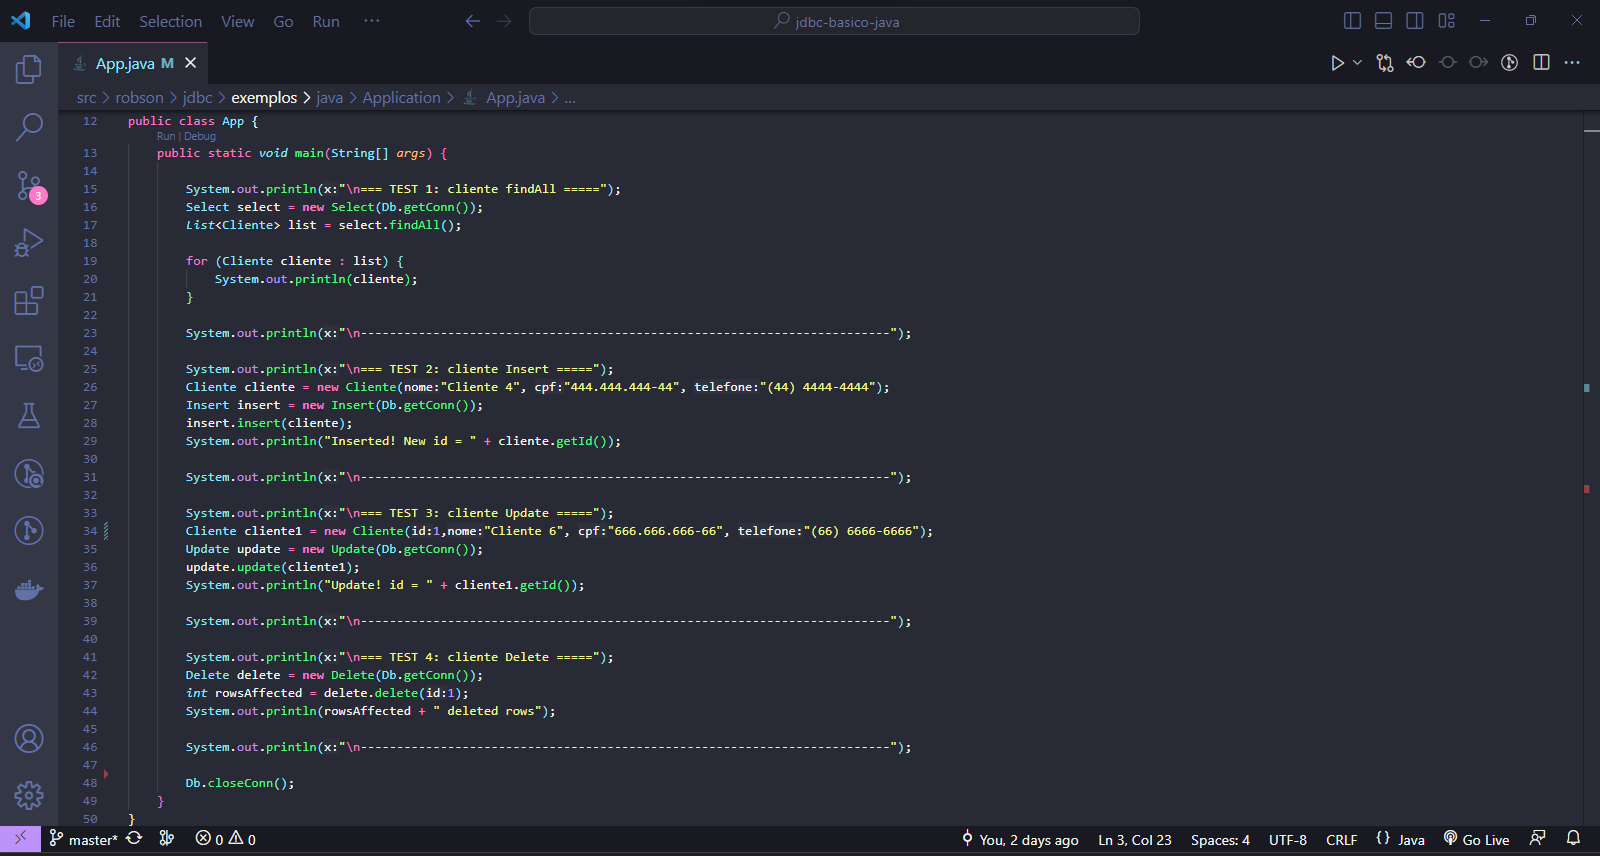 File Edit Selection View Go Run ···
jdbc-basico-java
App.java M
src > robson > jdbc > exemplos > java > Application > App.java > ...
12 public class App {
Run | Debug
13 public static void main(String[] args) {
14
15 System.out.println(x:"\n=== TEST 1: cliente findAll =====");
16 Select select = new Select(Db.getConn());
17 List<Cliente> list = select.findAll();
18
19 for (Cliente cliente : list) {
20 System.out.println(cliente);
21 }
22
23 System.out.println(x:"\n-------------------------------------------------------------------------");
24
25 System.out.println(x:"\n=== TEST 2: cliente Insert =====");
26 Cliente cliente = new Cliente(nome:"Cliente 4", cpf:"444.444.444-44", telefone:"(44) 4444-4444");
27 Insert insert = new Insert(Db.getConn());
28 insert.insert(cliente);
29 System.out.println("Inserted! New id = " + cliente.getId());
30
31 System.out.println(x:"\n-------------------------------------------------------------------------");
32
33 System.out.println(x:"\n=== TEST 3: cliente Update =====");
34 Cliente cliente1 = new Cliente(id:1,nome:"Cliente 6", cpf:"666.666.666-66", telefone:"(66) 6666-6666");
35 Update update = new Update(Db.getConn());
36 update.update(cliente1);
37 System.out.println("Update! id = " + cliente1.getId());
38
39 System.out.println(x:"\n-------------------------------------------------------------------------");
40
41 System.out.println(x:"\n=== TEST 4: cliente Delete =====");
42 Delete delete = new Delete(Db.getConn());
43 int rowsAffected = delete.delete(id:1);
44 System.out.println(rowsAffected + " deleted rows");
45
46 System.out.println(x:"\n-------------------------------------------------------------------------");
47
48 Db.closeConn();
49 }
50 }
3
master* 0 0 You, 2 days ago Ln 3, Col 23 Spaces: 4 UTF-8 CRLF {} Java Go Live